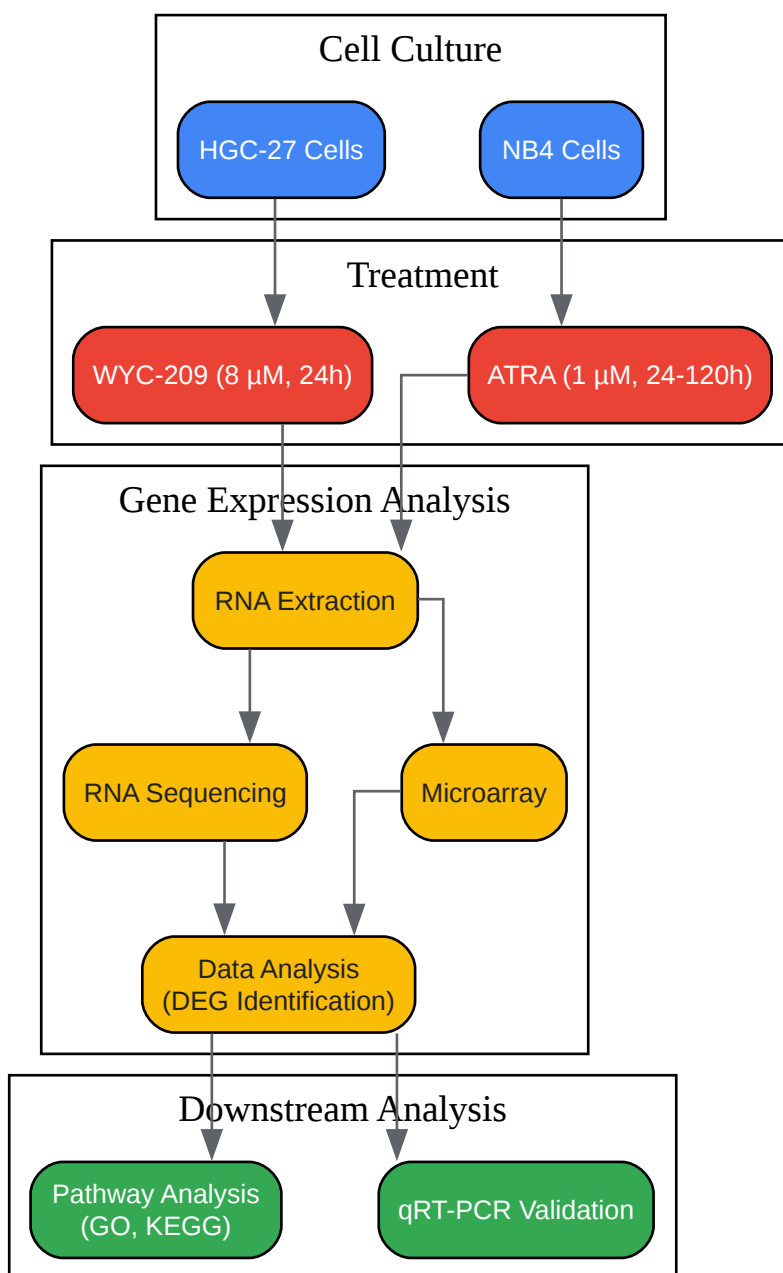 Cell Culture
HGC-27 Cells
NB4 Cells
Treatment
WYC-209 (8 µM, 24h)
ATRA (1 µM, 24-120h)
Gene Expression Analysis
RNA Extraction
RNA Sequencing
Microarray
Data Analysis
(DEG Identification)
Downstream Analysis
Pathway Analysis
(GO, KEGG)
qRT-PCR Validation